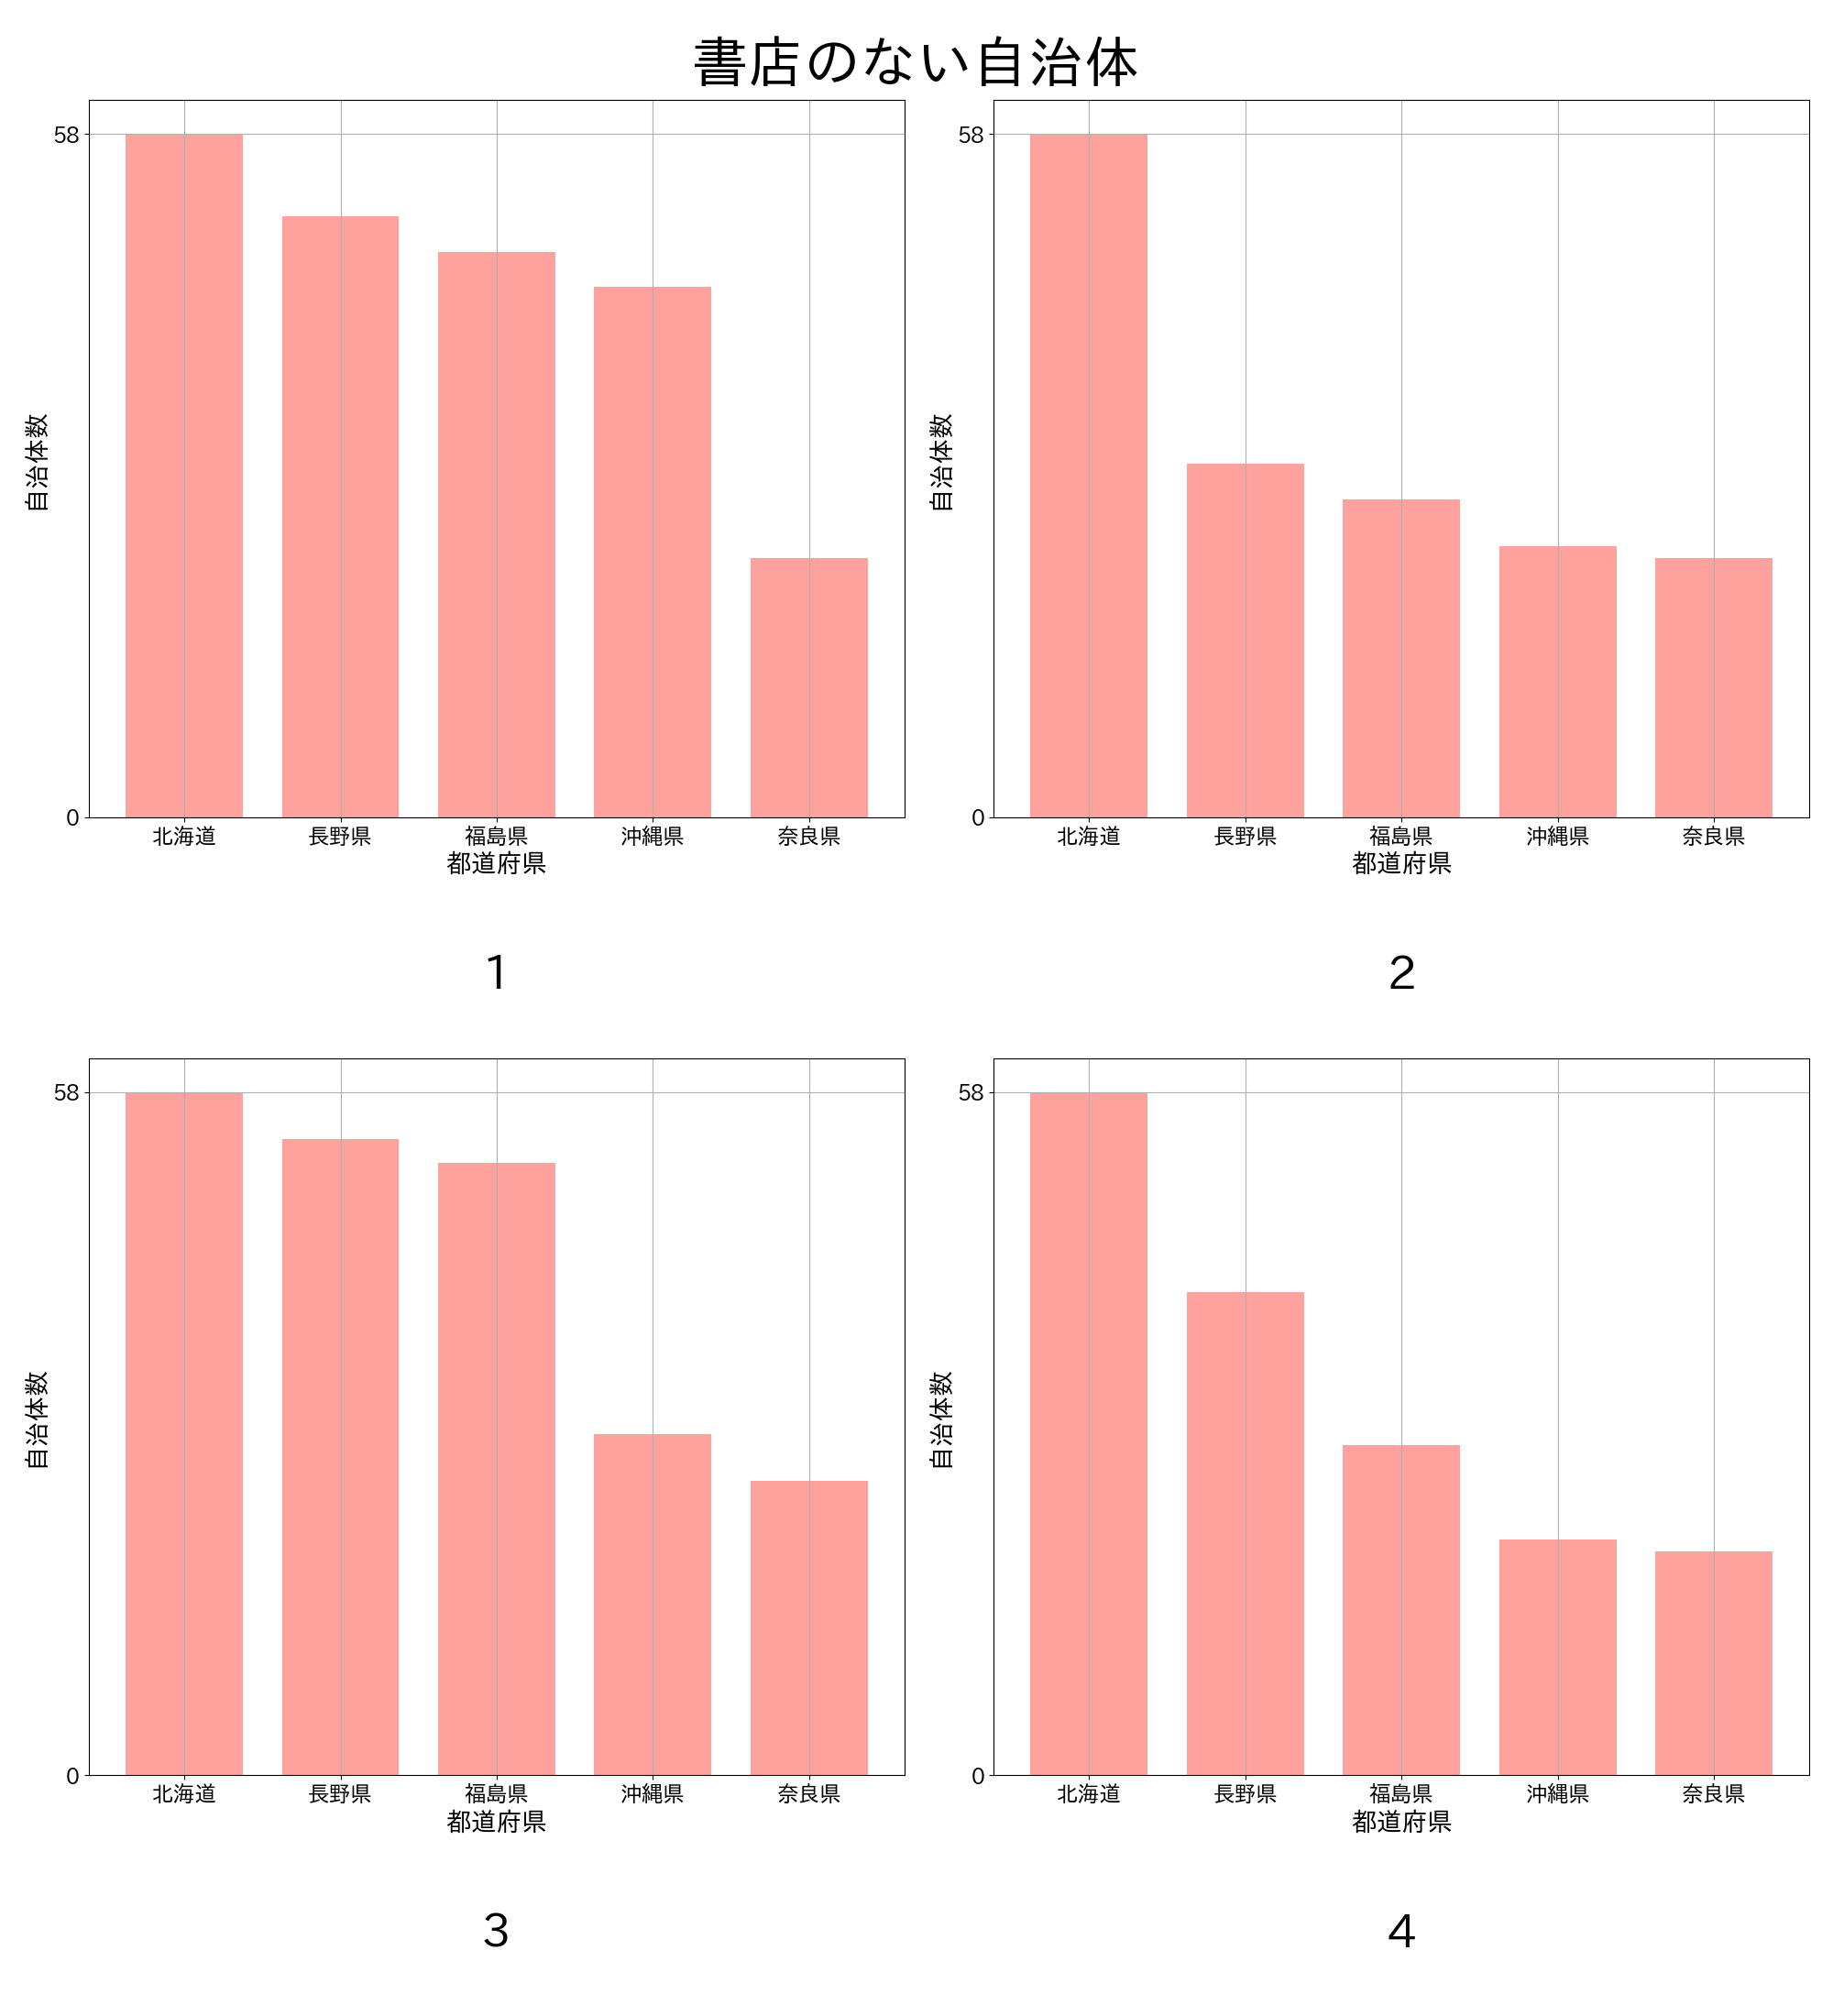 書店のない自治体
58
0
自治体数
北海道 長野県 福島県 沖縄県 奈良県
都道府県
1
58
0
自治体数
北海道 長野県 福島県 沖縄県 奈良県
都道府県
2
58
0
自治体数
北海道 長野県 福島県 沖縄県 奈良県
都道府県
3
58
0
自治体数
北海道 長野県 福島県 沖縄県 奈良県
都道府県
4